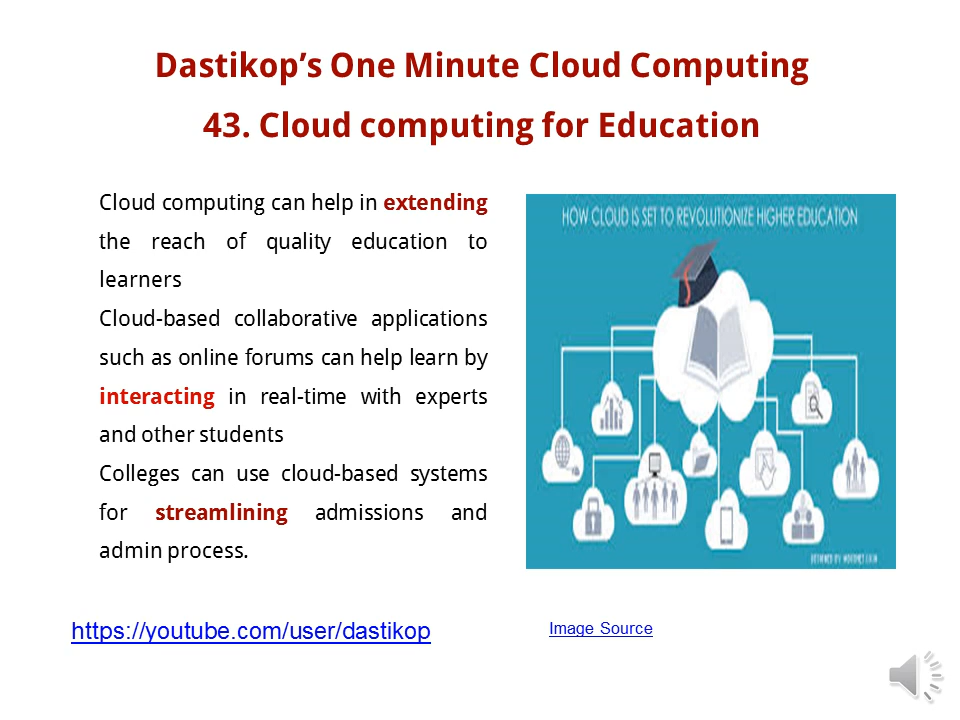 Dastikop’s One Minute Cloud Computing
43. Cloud computing for Education
Cloud computing can help in extending
the reach of quality education to
learners
Cloud-based collaborative applications
such as online forums can help learn by
interacting in real-time with experts
and other students
Colleges can use cloud-based systems
for streamlining admissions and
admin process.
HOW CLOUD IS SET TO REVOLUTIONIZE HIGHER EDUCATION
DESIGNED BY
https://youtube.com/user/dastikop
Image Source